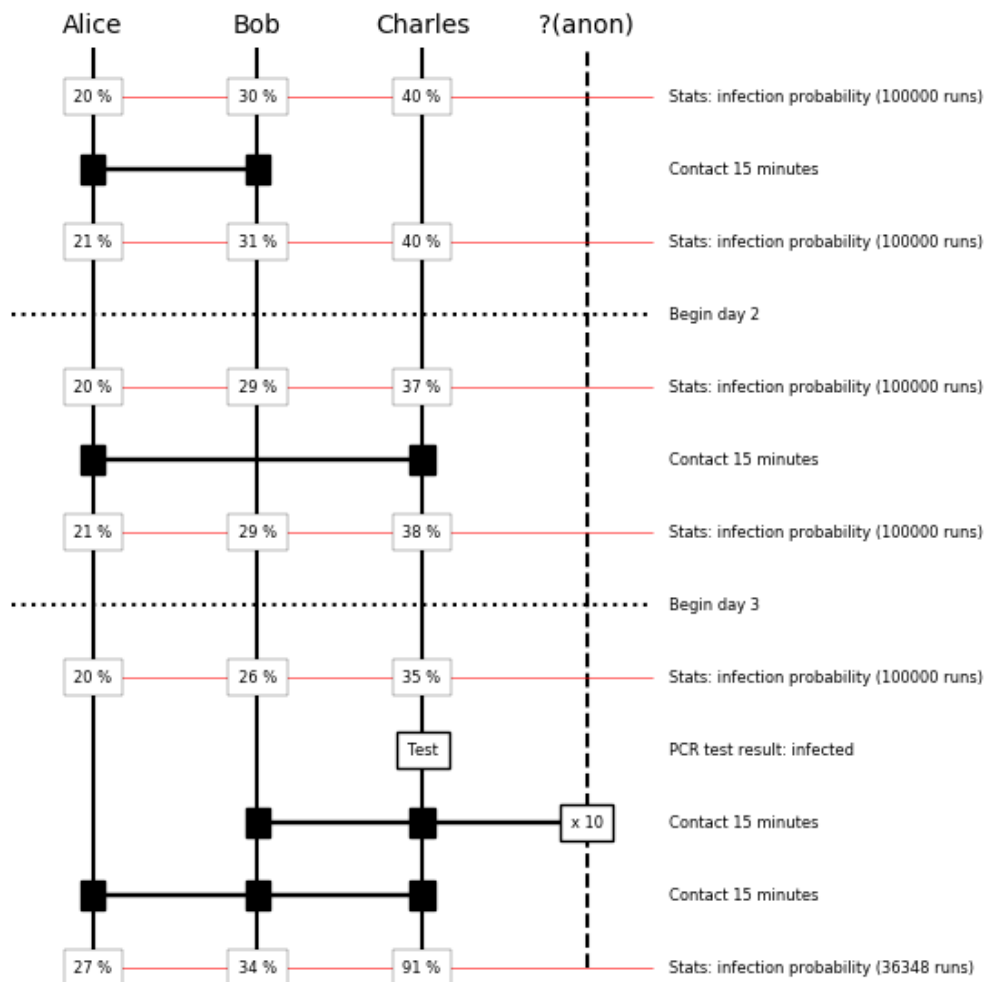 Alice Bob Charles ?(anon)
20 % 30 % 40 % Stats: infection probability (100000 runs)
Contact 15 minutes
21 % 31 % 40 % Stats: infection probability (100000 runs)
Begin day 2
20 % 29 % 37 % Stats: infection probability (100000 runs)
Contact 15 minutes
21 % 29 % 38 % Stats: infection probability (100000 runs)
Begin day 3
20 % 26 % 35 % Stats: infection probability (100000 runs)
Test PCR test result: infected
x 10 Contact 15 minutes
Contact 15 minutes
27 % 34 % 91 % Stats: infection probability (36348 runs)